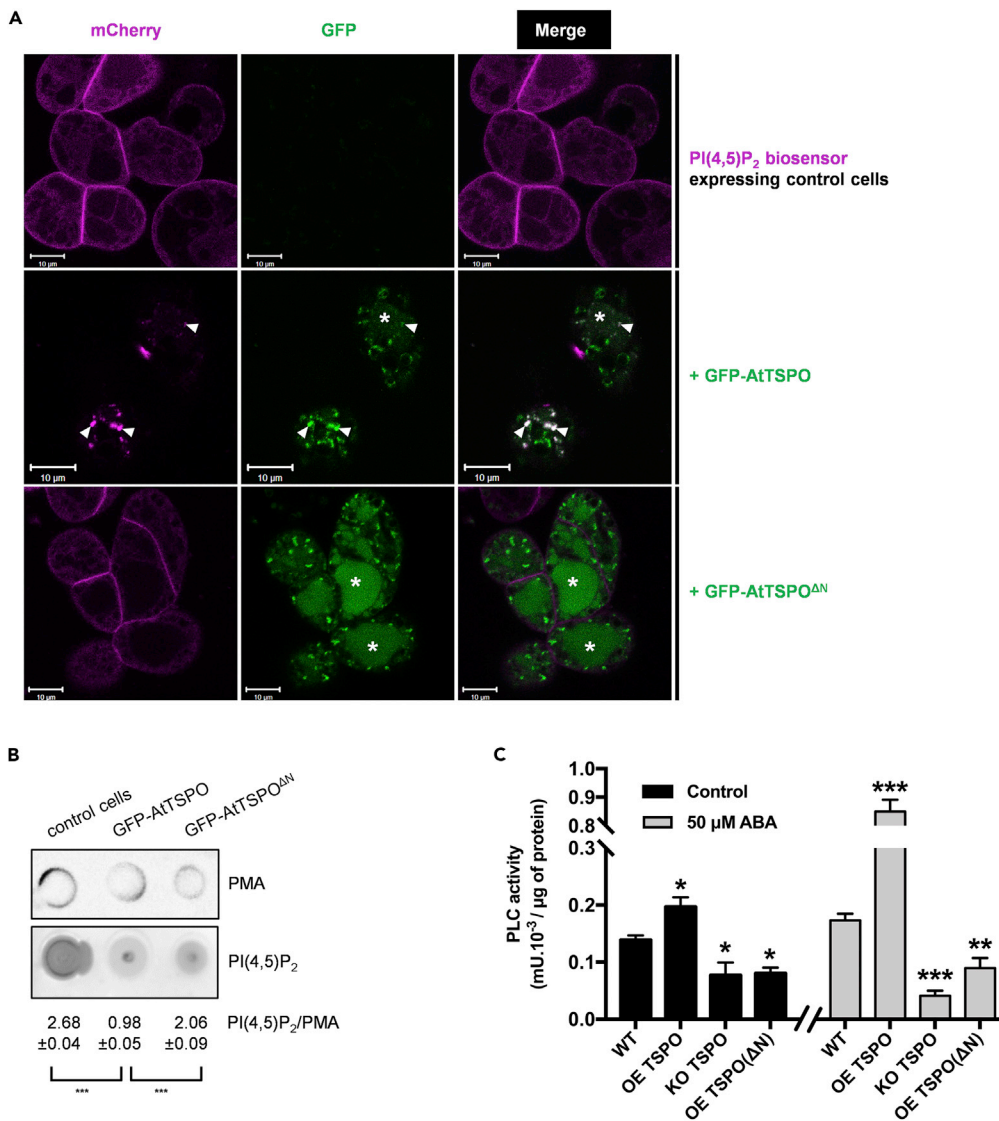 A
mCherry
GFP
Merge
10 µm
10 µm
10 µm
PI(4,5)P₂ biosensor
expressing control cells
*
*
10 µm
10 µm
10 µm
+ GFP-AtTSPO
*
*
*
*
10 µm
10 µm
10 µm
+ GFP-AtTSPO^ΔN
B
control cells
GFP-AtTSPO
GFP-AtTSPO^ΔN
PMA
PI(4,5)P₂
2.68 0.98 2.06 PI(4,5)P₂/PMA
±0.04 ±0.05 ±0.09
*** ***
C
PLC activity
(mU.10⁻³ / µg of protein)
1.0
0.9
0.8
0.3
0.2
0.1
0.0
Control
50 µM ABA
* * * *** *** **
WT
OE TSPO
KO TSPO
OE TSPO(ΔN)
WT
OE TSPO
KO TSPO
OE TSPO(ΔN)